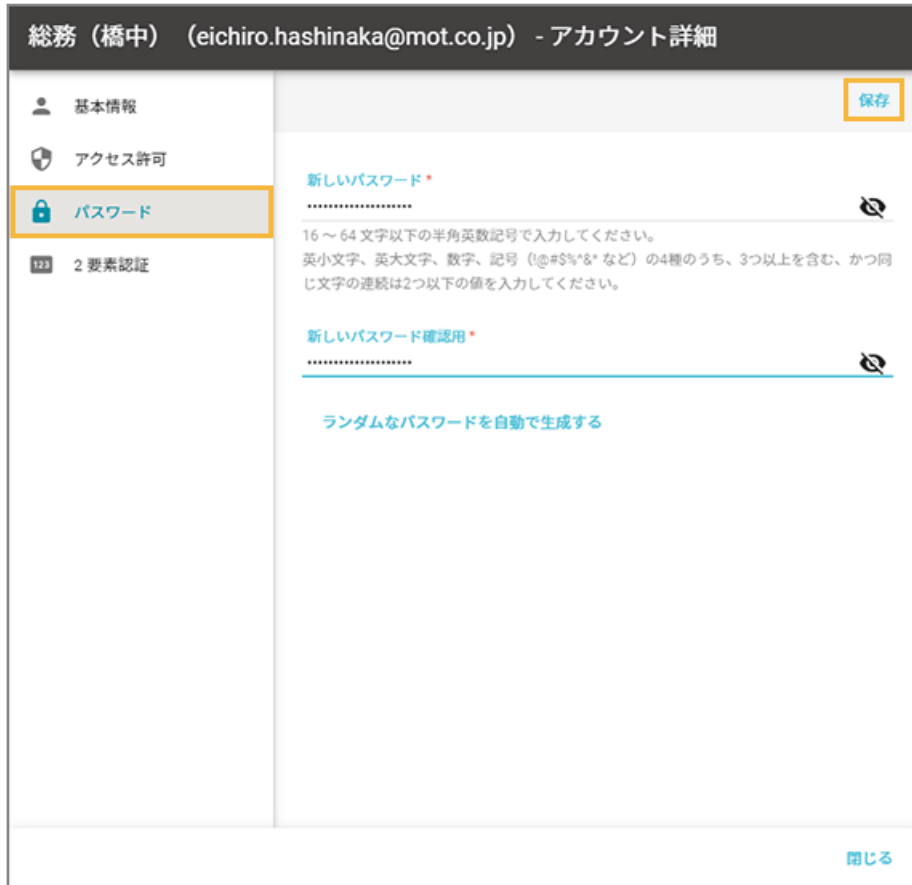 総務（橋中）（eichiro.hashinaka@mot.co.jp） - アカウント詳細
基本情報
アクセス許可
パスワード
123 2 要素認証
保存
新しいパスワード *
････････････････････
16 ～ 64 文字以下の半角英数記号で入力してください。
英小文字、英大文字、数字、記号（!@#$%^&* など）の4種のうち、3つ以上を含む、かつ同
じ文字の連続は2つ以下の値を入力してください。
新しいパスワード確認用 *
････････････････････
ランダムなパスワードを自動で生成する
閉じる